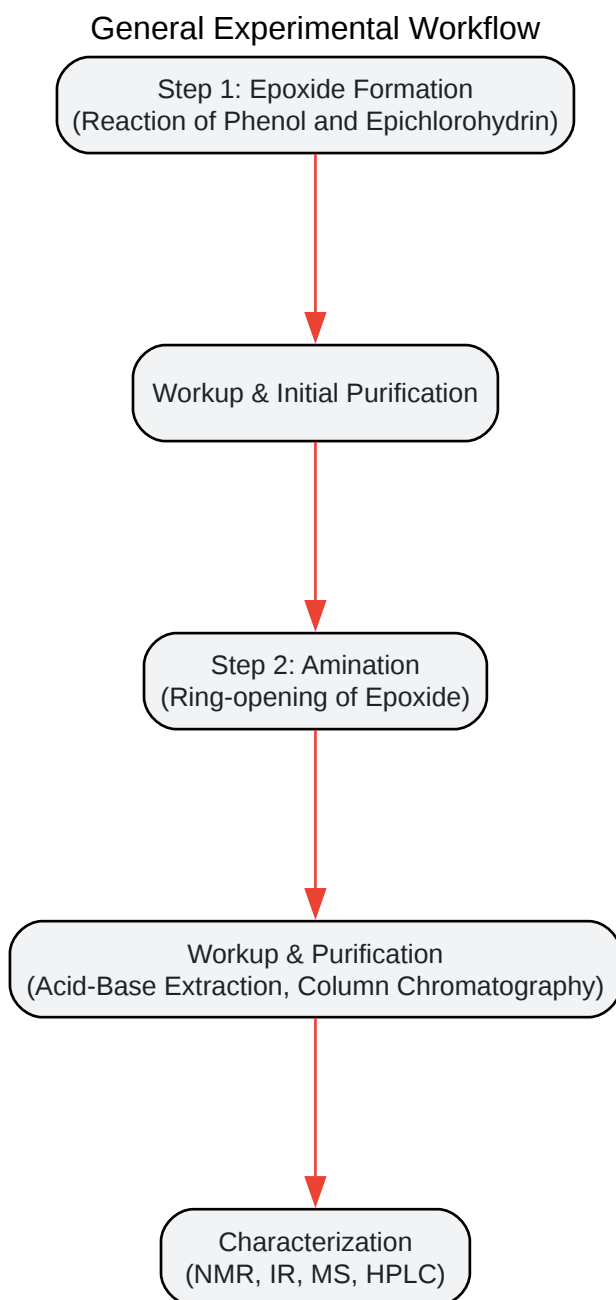 General Experimental Workflow
Step 1: Epoxide Formation
(Reaction of Phenol and Epichlorohydrin)
Workup & Initial Purification
Step 2: Amination
(Ring-opening of Epoxide)
Workup & Purification
(Acid-Base Extraction, Column Chromatography)
Characterization
(NMR, IR, MS, HPLC)